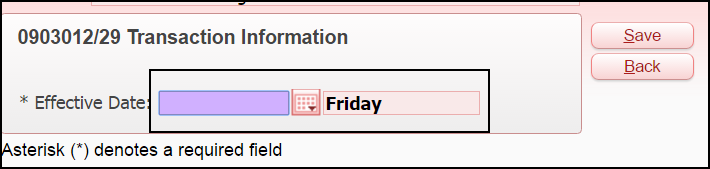 0903012/29 Transaction Information
Save
Back
* Effective Date: Friday
Asterisk (*) denotes a required field